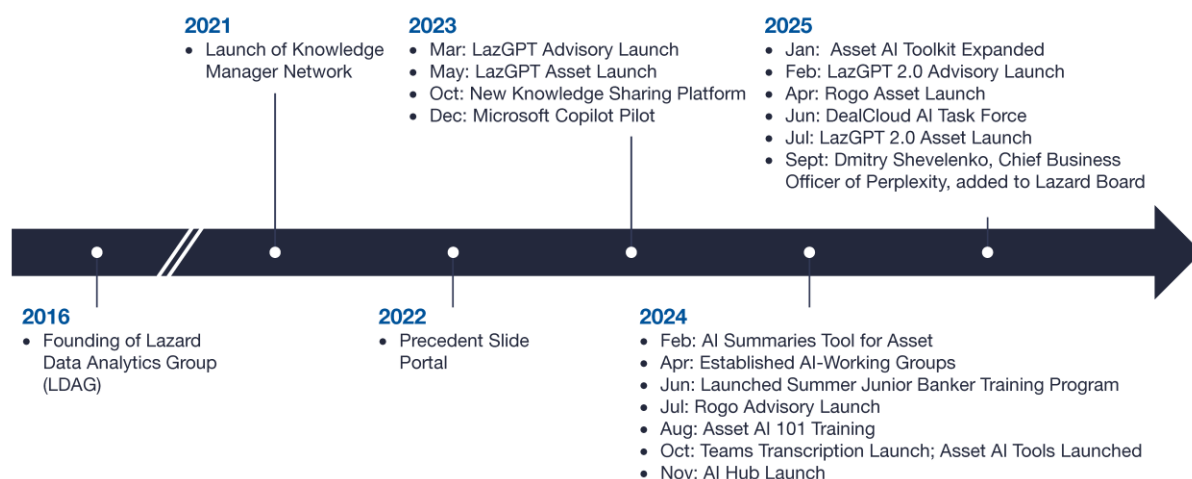 2016
• Founding of Lazard
Data Analytics Group
(LDAG)
2021
• Launch of Knowledge
Manager Network
2022
• Precedent Slide
Portal
2023
• Mar: LazGPT Advisory Launch
• May: LazGPT Asset Launch
• Oct: New Knowledge Sharing Platform
• Dec: Microsoft Copilot Pilot
2024
• Feb: AI Summaries Tool for Asset
• Apr: Established AI-Working Groups
• Jun: Launched Summer Junior Banker Training Program
• Jul: Rogo Advisory Launch
• Aug: Asset AI 101 Training
• Oct: Teams Transcription Launch; Asset AI Tools Launched
• Nov: AI Hub Launch
2025
• Jan: Asset AI Toolkit Expanded
• Feb: LazGPT 2.0 Advisory Launch
• Apr: Rogo Asset Launch
• Jun: DealCloud AI Task Force
• Jul: LazGPT 2.0 Asset Launch
• Sept: Dmitry Shevelenko, Chief Business
Officer of Perplexity, added to Lazard Board